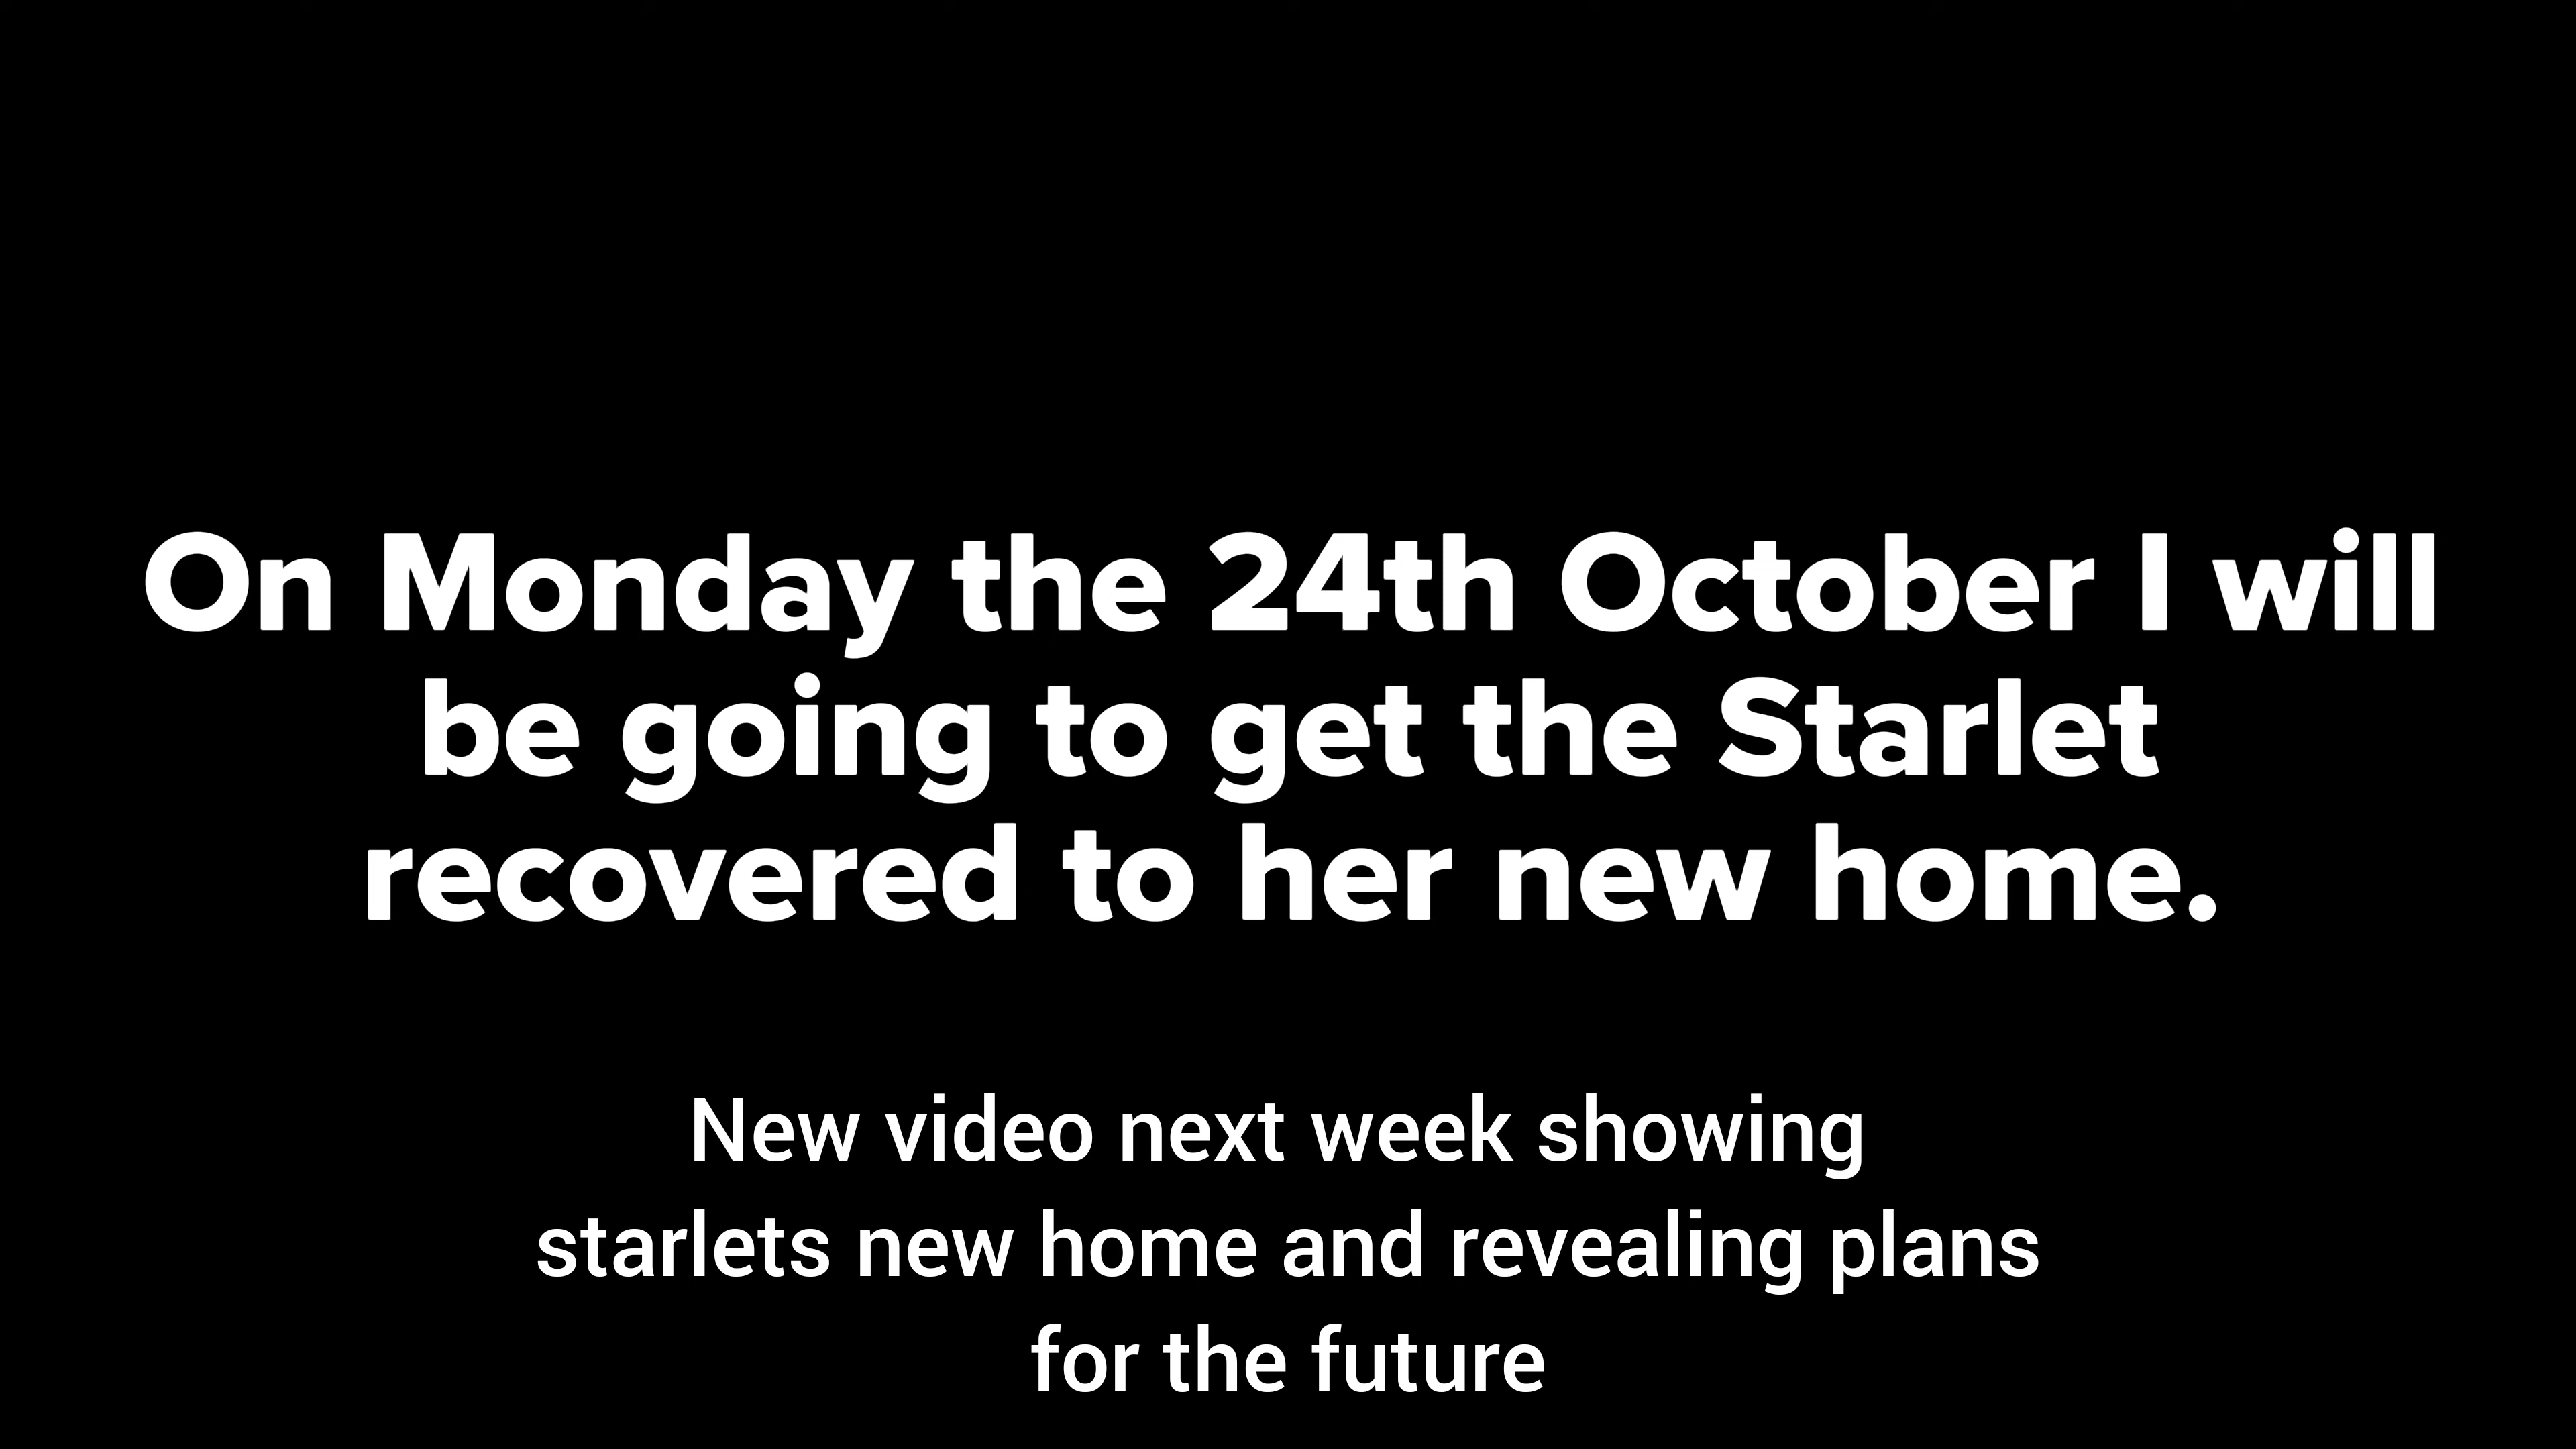 On Monday the 24th October I will
be going to get the Starlet
recovered to her new home.
New video next week showing
starlets new home and revealing plans
for the future